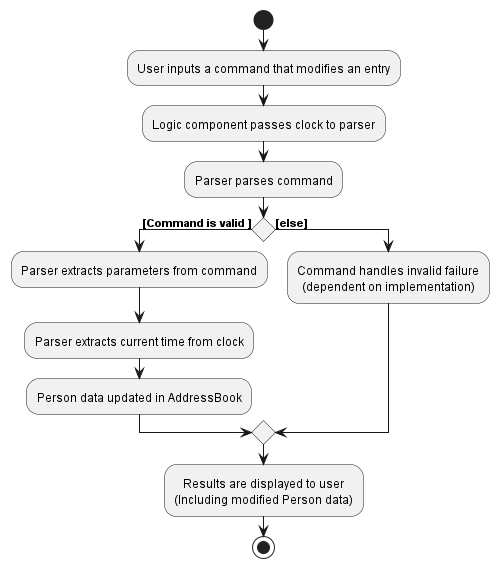 User inputs a command that modifies an entry
Logic component passes clock to parser
Parser parses command
[Command is valid ]
[else]
Parser extracts parameters from command
Command handles invalid failure
(dependent on implementation)
Parser extracts current time from clock
Person data updated in AddressBook
Results are displayed to user
(Including modified Person data)